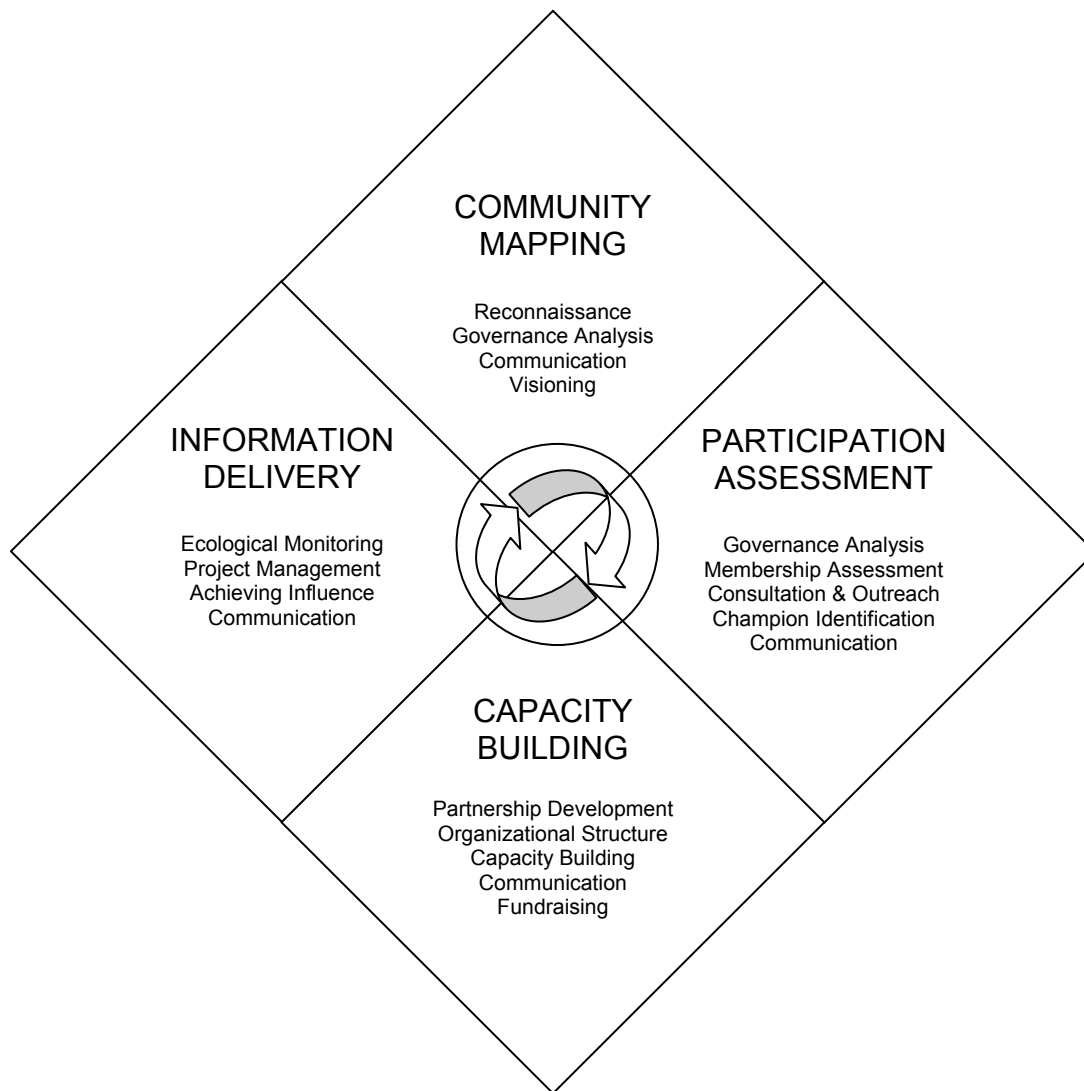 COMMUNITY
MAPPING
Reconnaissance
Governance Analysis
Communication
Visioning
INFORMATION
DELIVERY
Ecological Monitoring
Project Management
Achieving Influence
Communication
PARTICIPATION
ASSESSMENT
Governance Analysis
Membership Assessment
Consultation & Outreach
Champion Identification
Communication
CAPACITY
BUILDING
Partnership Development
Organizational Structure
Capacity Building
Communication
Fundraising